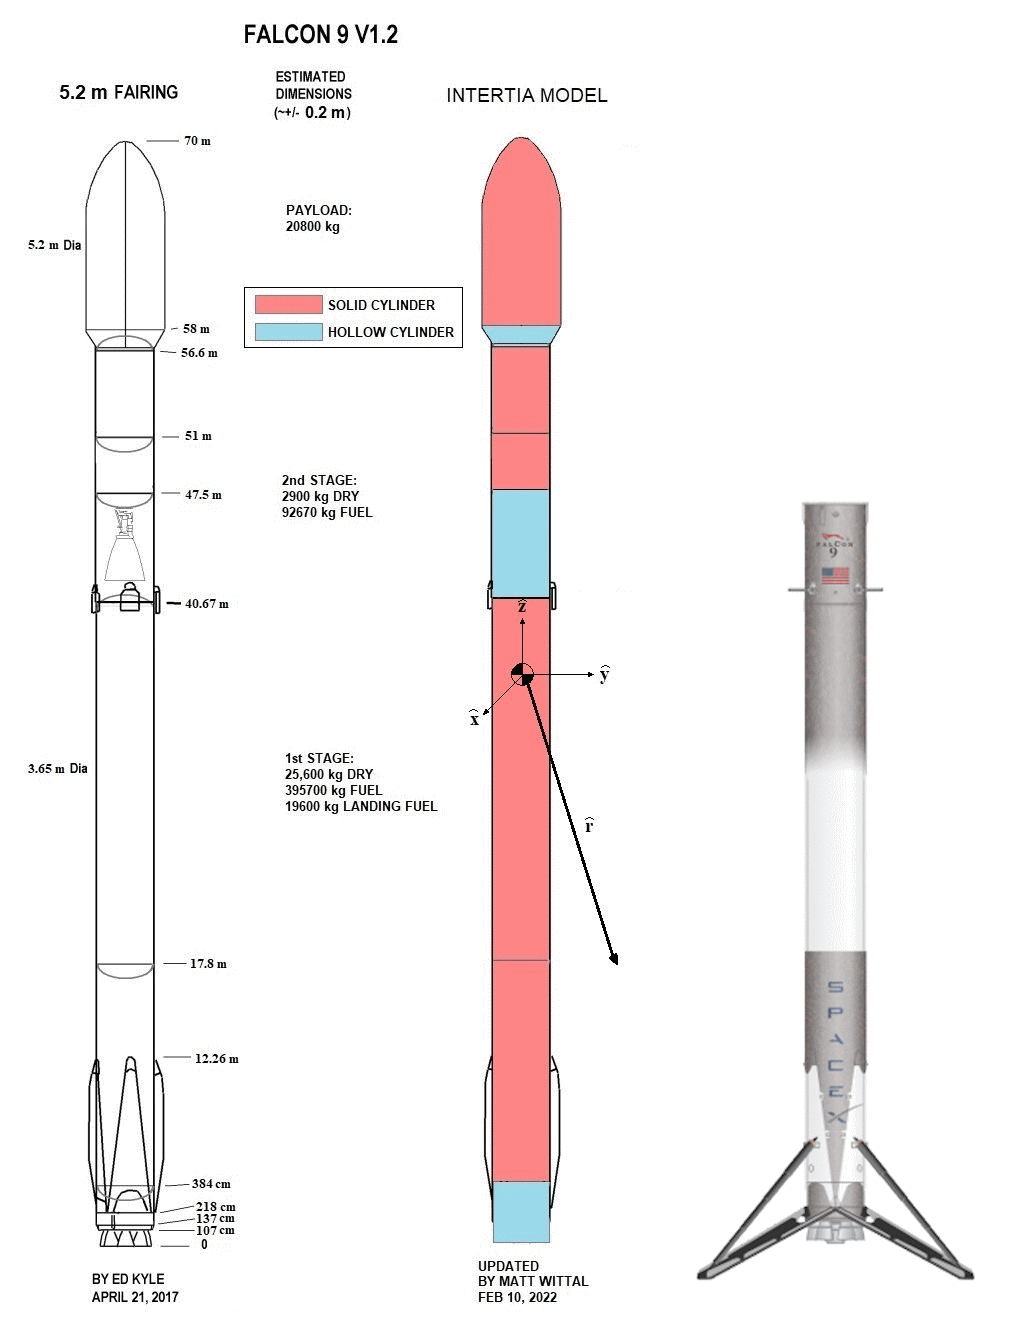 FALCON 9 V1.2
5.2 m FAIRING
ESTIMATED
DIMENSIONS
(~+/- 0.2 m)
INTERTIA MODEL
70 m
PAYLOAD:
20800 kg
5.2 m Dia
SOLID CYLINDER
HOLLOW CYLINDER
58 m
56.6 m
51 m
2nd STAGE:
2900 kg DRY
92670 kg FUEL
47.5 m
FALCON
9
40.67 m
ẑ
ŷ
x̂
1st STAGE:
25,600 kg DRY
395700 kg FUEL
19600 kg LANDING FUEL
3.65 m Dia
r̂
17.8 m
SPACEX
12.26 m
384 cm
218 cm
137 cm
107 cm
0
BY ED KYLE
APRIL 21, 2017
UPDATED
BY MATT WITTAL
FEB 10, 2022